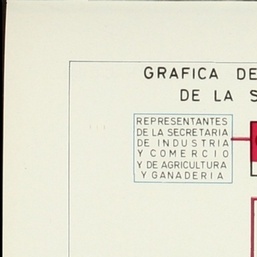 GRAFICA DE
DE LA S
REPRESENTANTES
DE LA SECRETARIA
DE INDUSTRIA
Y COMERCIO
Y DE AGRICULTURA
Y GANADERIA